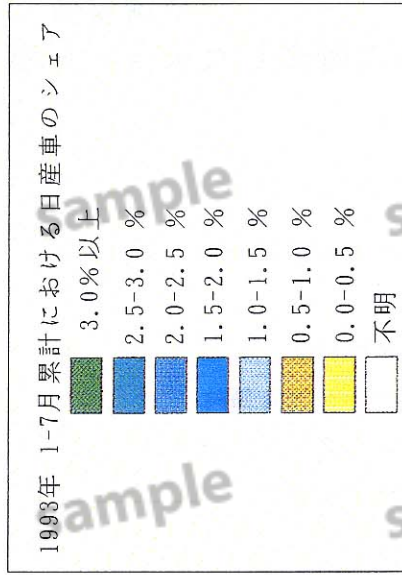 1993年 1-7月累計における日産車のシェア
3.0%以上
2.5-3.0 %
2.0-2.5 %
1.5-2.0 %
1.0-1.5 %
0.5-1.0 %
0.0-0.5 %
不明
sample
sample
s
s